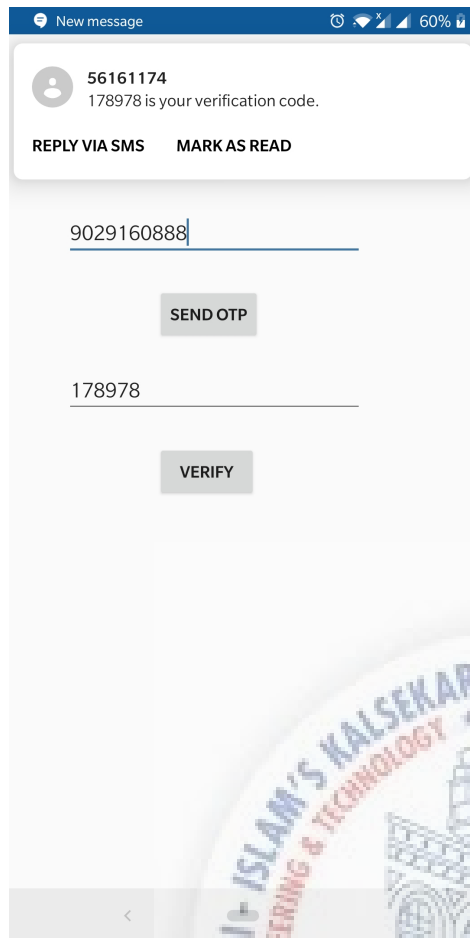 New message
60%
56161174
178978 is your verification code.
REPLY VIA SMS MARK AS READ
9029160888
SEND OTP
178978
VERIFY
ISLAM'S KALSEKAR
& TECHNOLOGY